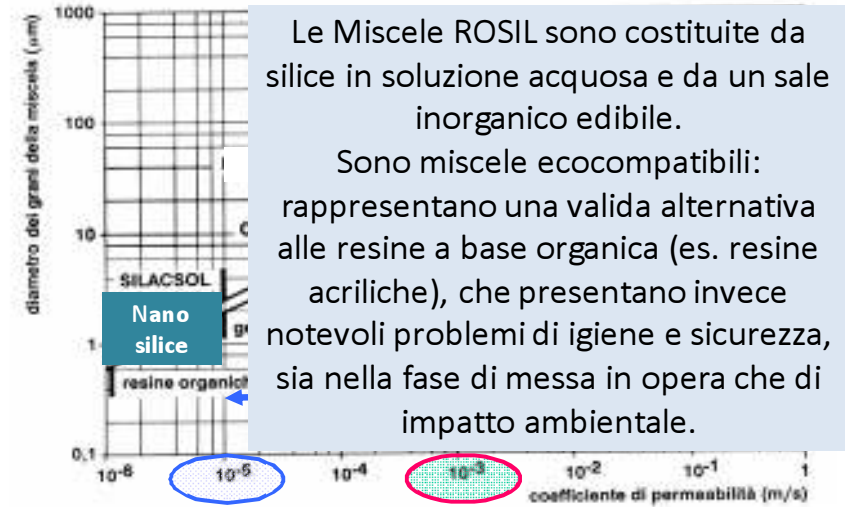 1000
100
10
1
0.1
diametro dei grani della miscela (um)
Le Miscele ROSIL sono costituite da
silice in soluzione acquosa e da un sale
inorganico edibile.
Sono miscele ecocompatibili:
rappresentano una valida alternativa
alle resine a base organica (es. resine
acriliche), che presentano invece
notevoli problemi di igiene e sicurezza,
sia nella fase di messa in opera che di
impatto ambientale.
SILACSOL
Nano
silice
resine
10⁻⁶ 10⁻⁵ 10⁻⁴ 10⁻³ 10⁻² 10⁻¹ 1
coefficiente di permeabilità (m/s)